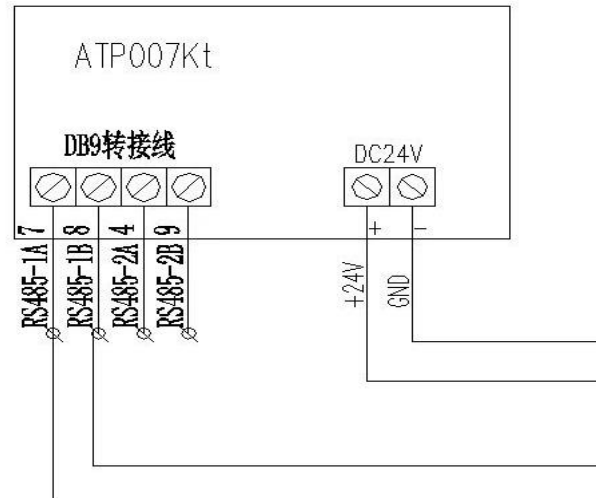 ATP007Kt
DB9转接线
DC24V
7 8 4 9
+ -
RS485-1A
RS485-1B
RS485-2A
RS485-2B
+24V
GND